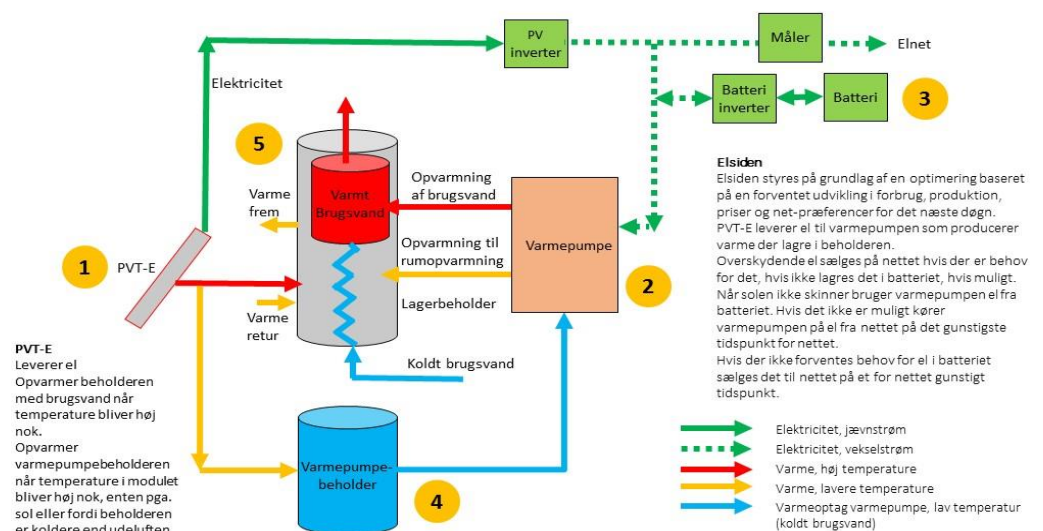 PV
inverter
Måler
Elnet
Elektricitet
Batteri
inverter
Batteri
3
5
Varme
frem
Varmt
Brugsvand
Opvarmning
af brugsvand
Varmepumpe
Opvarmning til
rumopvarmning
1
PVT-E
2
Lagerbeholder
Varme
retur
Koldt brugsvand
PVT-E
Leverer el
Opvarmer beholderen
med brugsvand når
temperature bliver høj
nok.
Opvarmer
varmepumpebeholderen
når temperature i modulet
bliver høj nok, enten pga.
sol eller fordi beholderen
er koldere end udeluften
Varmepumpe-
beholder
4
Elsiden
Elsiden styres på grundlag af en optimering baseret
på en forventet udvikling i forbrug, produktion,
priser og net-præferencer for det næste døgn.
PVT-E leverer el til varmepumpen som producerer
varme der lagre i beholderen.
Overskydende el sælges på nettet hvis der er behov
for det, hvis ikke lagres det i batteriet, hvis muligt.
Når solen ikke skinner bruger varmepumpen el fra
batteriet. Hvis det ikke er muligt kører
varmepumpen på el fra nettet på det gunstigste
tidspunkt for nettet.
Hvis der ikke forventes behov for el i batteriet
sælges det til nettet på et for nettet gunstigt
tidspunkt.
Elektricitet, jævnstrøm
Elektricitet, vekselstrøm
Varme, høj temperature
Varme, lavere temperature
Varmeoptag varmepumpe, lav temperatur
(koldt brugsvand)